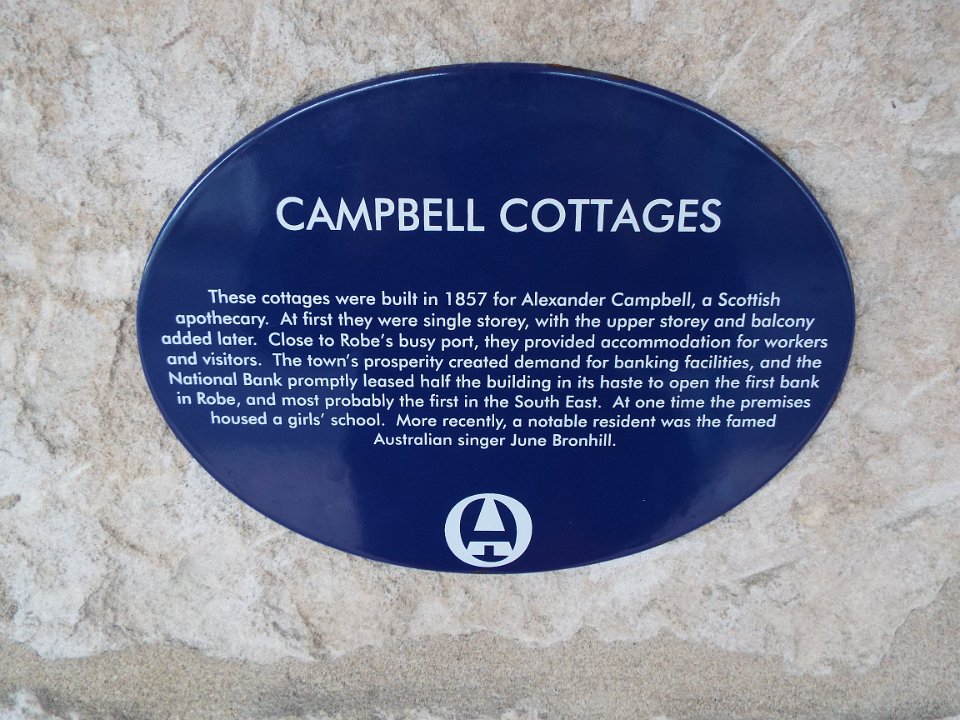 CAMPBELL COTTAGES
These cottages were built in 1857 for Alexander Campbell, a Scottish
apothecary. At first they were single storey, with the upper storey and balcony
added later. Close to Robe's busy port, they provided accommodation for workers
and visitors. The town's prosperity created demand for banking facilities, and the
National Bank promptly leased half the building in its haste to open the first bank
in Robe, and most probably the first in the South East. At one time the premises
housed a girls' school. More recently, a notable resident was the famed
Australian singer June Bronhill.